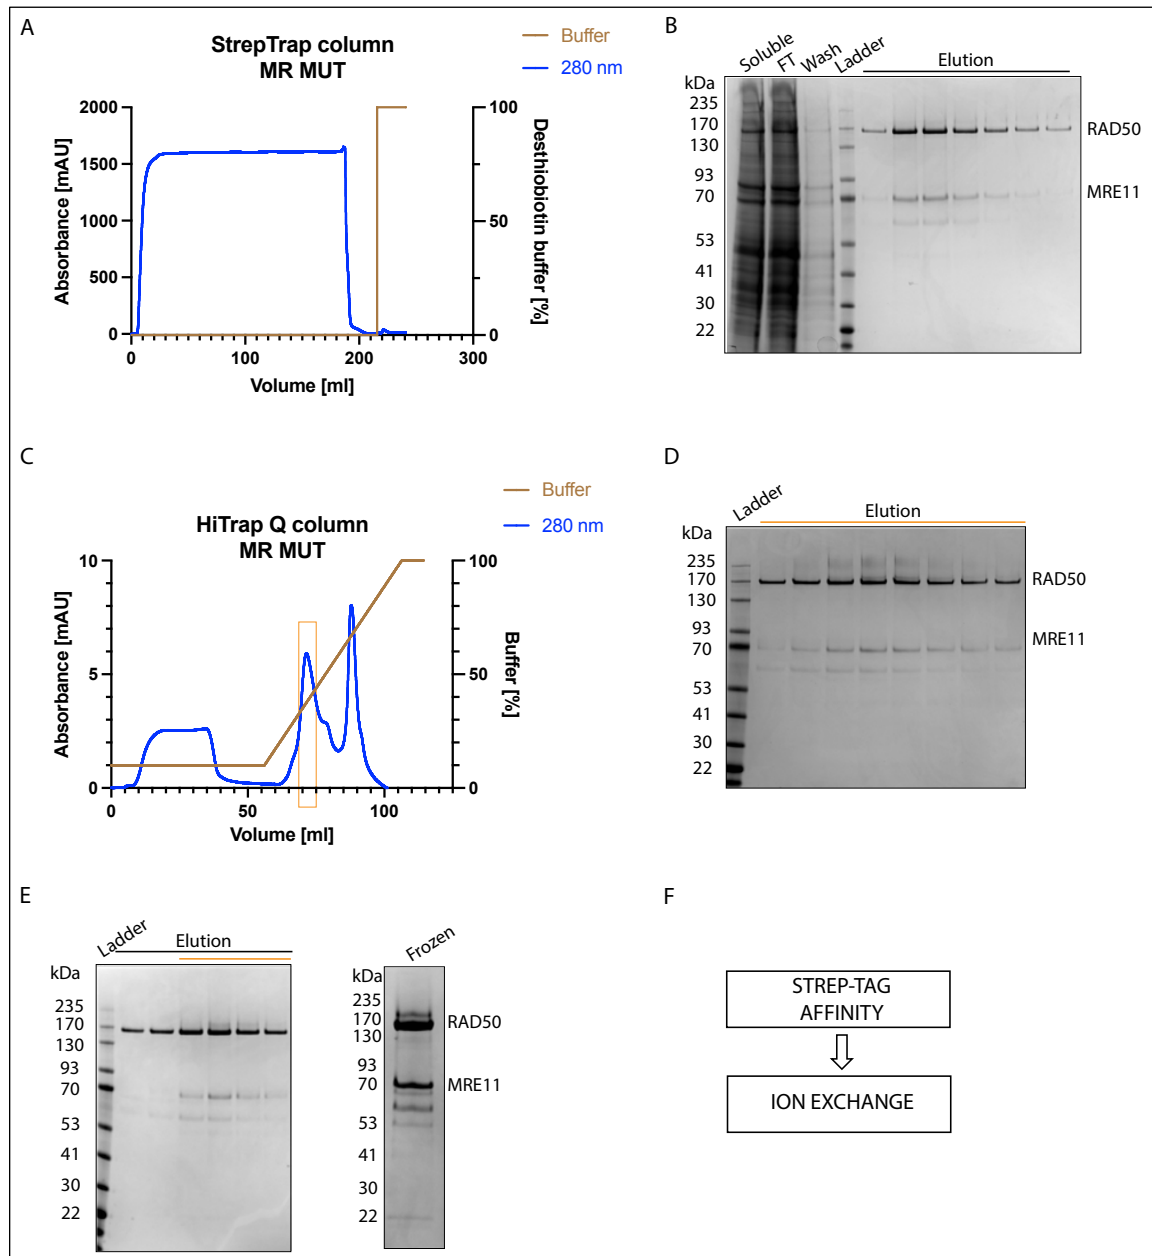 A
StrepTrap column
MR MUT
Buffer
280 nm
2000
1500
1000
500
0
Absorbance [mAU]
100
50
0
Desthiobiotin buffer [%]
0 100 200 300
Volume [ml]
B
Soluble
FT
Wash
Ladder
Elution
kDa
235
170
130
93
70
53
41
30
22
RAD50
MRE11
C
HiTrap Q column
MR MUT
Buffer
280 nm
10
5
0
Absorbance [mAU]
100
50
0
Buffer [%]
0 50 100
Volume [ml]
D
Ladder
Elution
kDa
235
170
130
93
70
53
41
30
22
RAD50
MRE11
E
Ladder
Elution
kDa
235
170
130
93
70
53
41
30
22
Frozen
kDa
235
170
130
93
70
53
30
22
RAD50
MRE11
F
STREP-TAG
AFFINITY
ION EXCHANGE